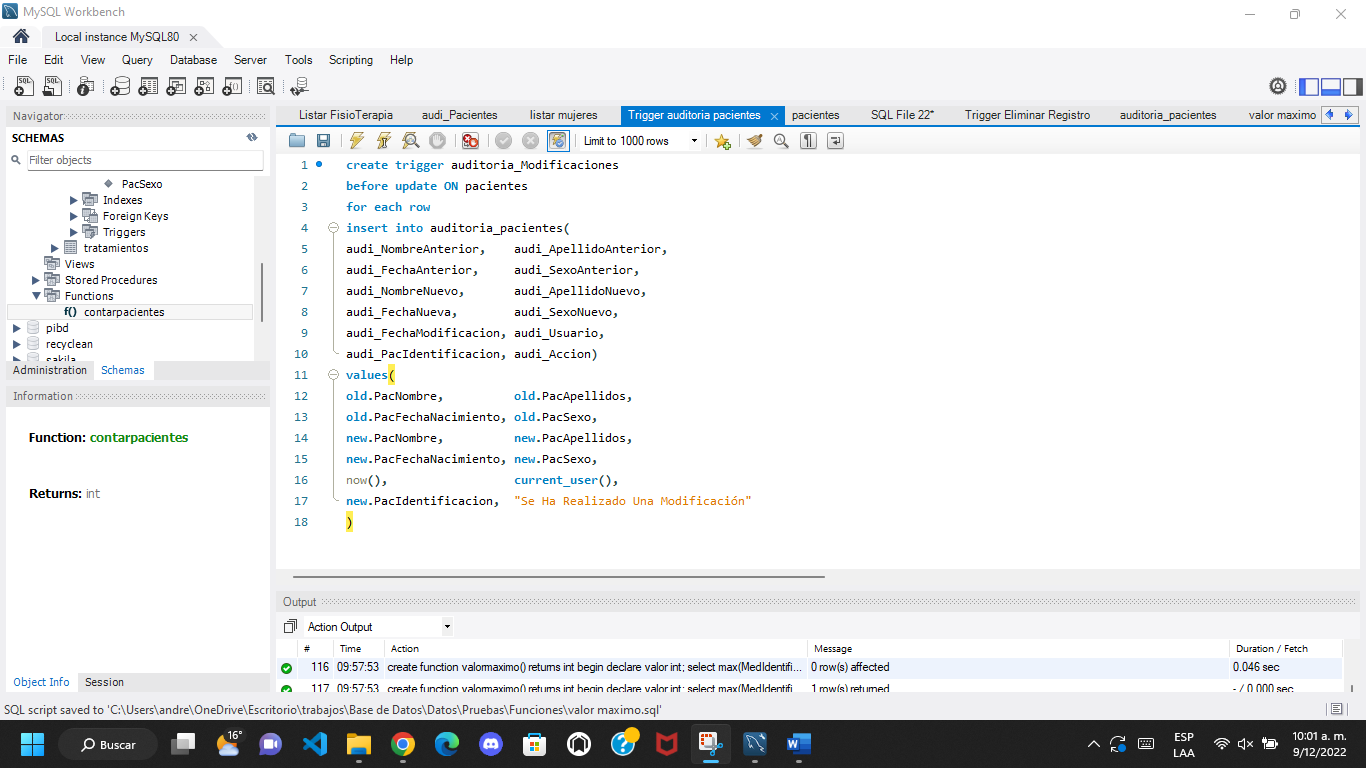 MySQL Workbench
Local instance MySQL80
File Edit View Query Database Server Tools Scripting Help
Navigator
SCHEMAS
Filter objects
PacSexo
Indexes
Foreign Keys
Triggers
tratamientos
Views
Stored Procedures
Functions
f() contarpacientes
pibd
recyclean
sakila
Administration Schemas
Information
Function: contarpacientes
Returns: int
Object Info Session
Listar FisioTerapia audi_Pacientes listar mujeres Trigger auditoria pacientes pacientes SQL File 22* Trigger Eliminar Registro auditoria_pacientes valor maximo
Limit to 1000 rows
1 create trigger auditoria_Modificaciones
2 before update ON pacientes
3 for each row
4 insert into auditoria_pacientes(
5 audi_NombreAnterior, audi_ApellidoAnterior,
6 audi_FechaAnterior, audi_SexoAnterior,
7 audi_NombreNuevo, audi_ApellidoNuevo,
8 audi_FechaNueva, audi_SexoNuevo,
9 audi_FechaModificacion, audi_Usuario,
10 audi_PacIdentificacion, audi_Accion)
11 values(
12 old.PacNombre, old.PacApellidos,
13 old.PacFechaNacimiento, old.PacSexo,
14 new.PacNombre, new.PacApellidos,
15 new.PacFechaNacimiento, new.PacSexo,
16 now(), current_user(),
17 new.PacIdentificacion, "Se Ha Realizado Una Modificación"
18 )
Output
Action Output
# Time Action Message Duration / Fetch
116 09:57:53 create function valormaximo() returns int begin declare valor int; select max(MedIdentifi... 0 row(s) affected 0.046 sec
117 09:57:53 create function valormaximo() returns int begin declare valor int; select max(MedIdentifi... 1 row(s) returned - / 0.000 sec
SQL script saved to 'C:\Users\andre\OneDrive\Escritorio\trabajos\Base de Datos\Datos\Pruebas\Funciones\valor maximo.sql'
Buscar
16°
ESP
LAA
10:01 a. m.
9/12/2022